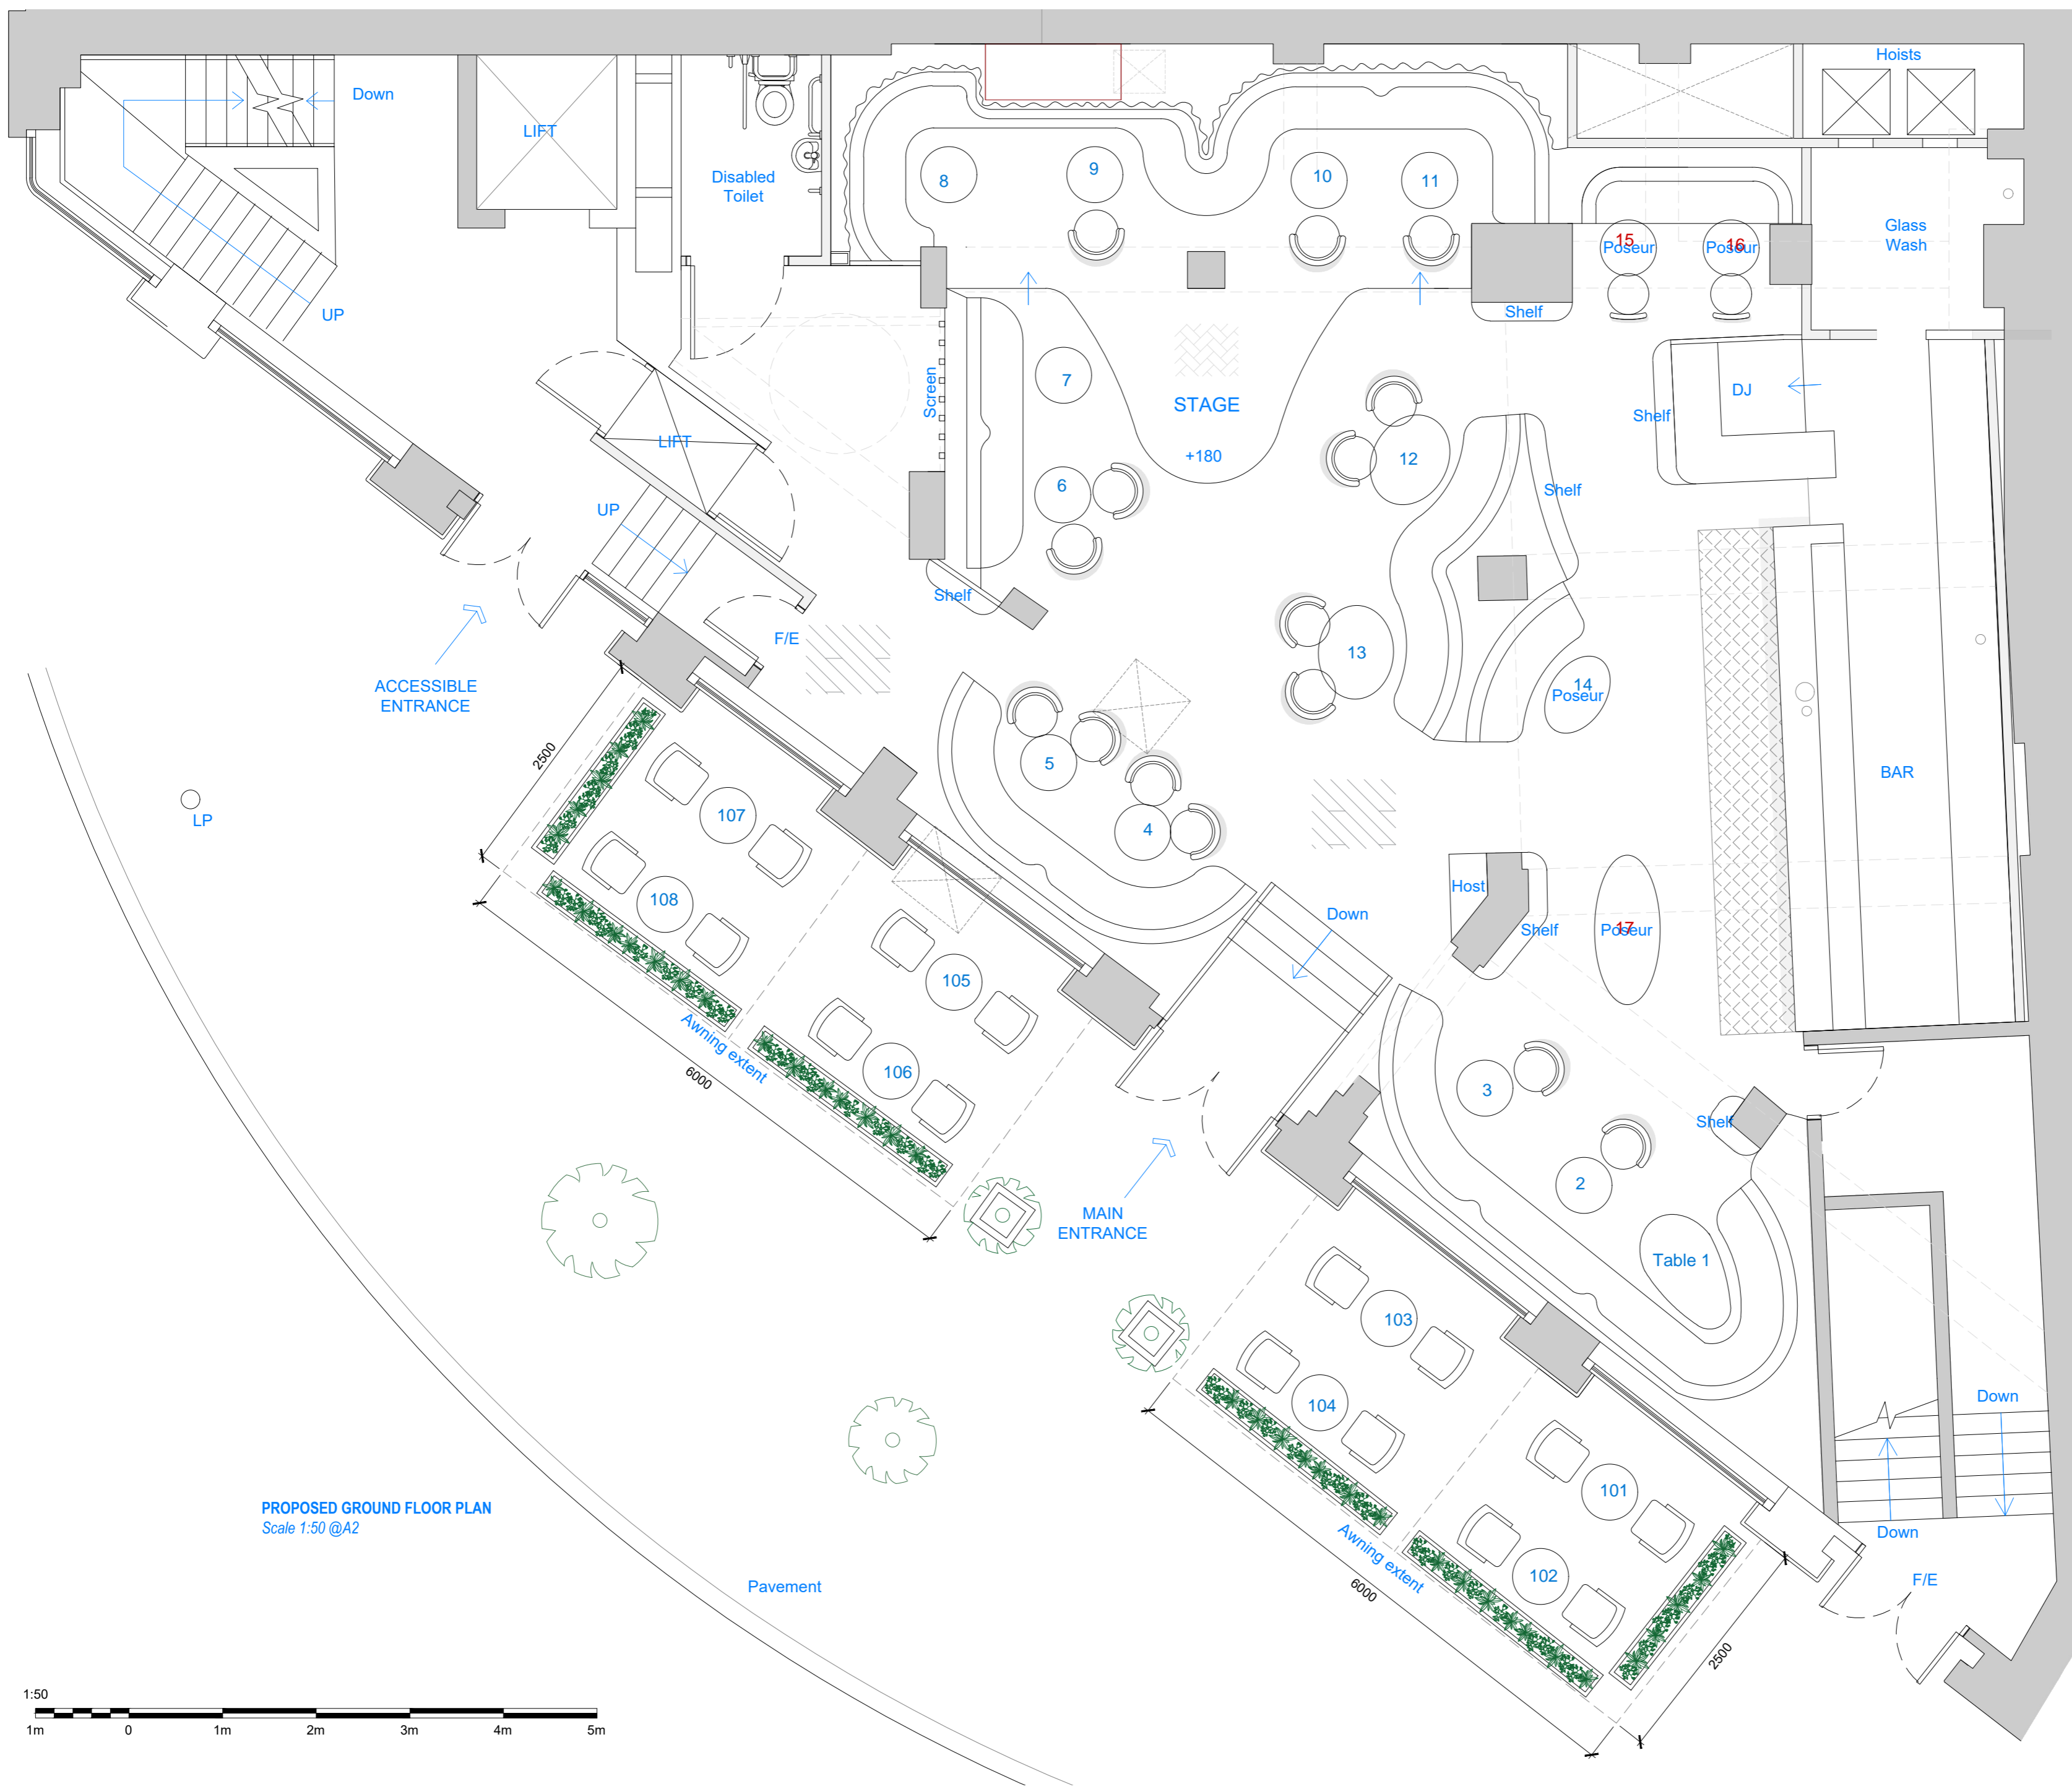 Hoists
Down
LIFT
Disabled
Toilet
8
9
10
11
15
Poseur
16
Poseur
Glass
Wash
UP
Shelf
Screen
7
STAGE
+180
DJ
Shelf
LIFT
12
6
Shelf
UP
Shelf
F/E
13
14
Poseur
ACCESSIBLE
ENTRANCE
2500
5
4
BAR
LP
107
108
Host
Down
Shelf
17
Poseur
105
106
Awning extent
6000
3
Shelf
2
MAIN
ENTRANCE
Table 1
103
104
Down
101
102
Down
Awning extent
6000
F/E
2500
PROPOSED GROUND FLOOR PLAN
Scale 1:50 @A2
Pavement
1:50
1m
0
1m
2m
3m
4m
5m